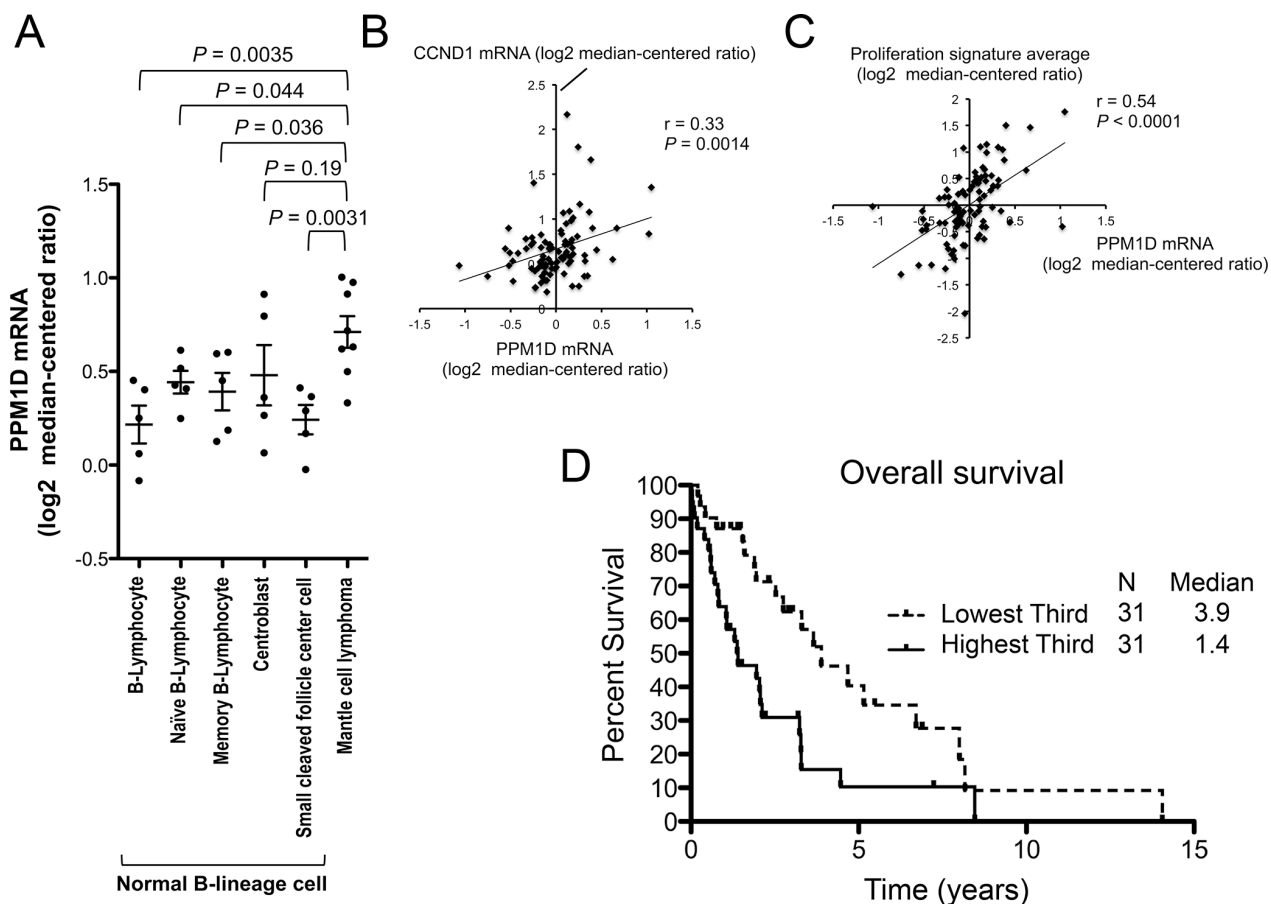 A
P = 0.0035
P = 0.044
P = 0.036
P = 0.19
P = 0.0031
1.5
1.0
0.5
0.0
-0.5
PPM1D mRNA
(log2 median-centered ratio)
B-Lymphocyte
Naïve B-Lymphocyte
Memory B-Lymphocyte
Centroblast
Small cleaved follicle center cell
Mantle cell lymphoma
Normal B-lineage cell
B
CCND1 mRNA (log2 median-centered ratio)
2.5
2
1.5
1
0
r = 0.33
P = 0.0014
-1.5
-1
-0.5
0
0.5
1
1.5
PPM1D mRNA
(log2 median-centered ratio)
C
Proliferation signature average
(log2 median-centered ratio)
2
1.5
1
0.5
0
-0.5
-1
-1.5
-2
-2.5
r = 0.54
P < 0.0001
-1.5
-1
-0.5
0.5
1
1.5
PPM1D mRNA
(log2 median-centered ratio)
D
Overall survival
100
90
80
70
60
50
40
30
20
10
0
Percent Survival
N Median
Lowest Third 31 3.9
Highest Third 31 1.4
0 5 10 15
Time (years)